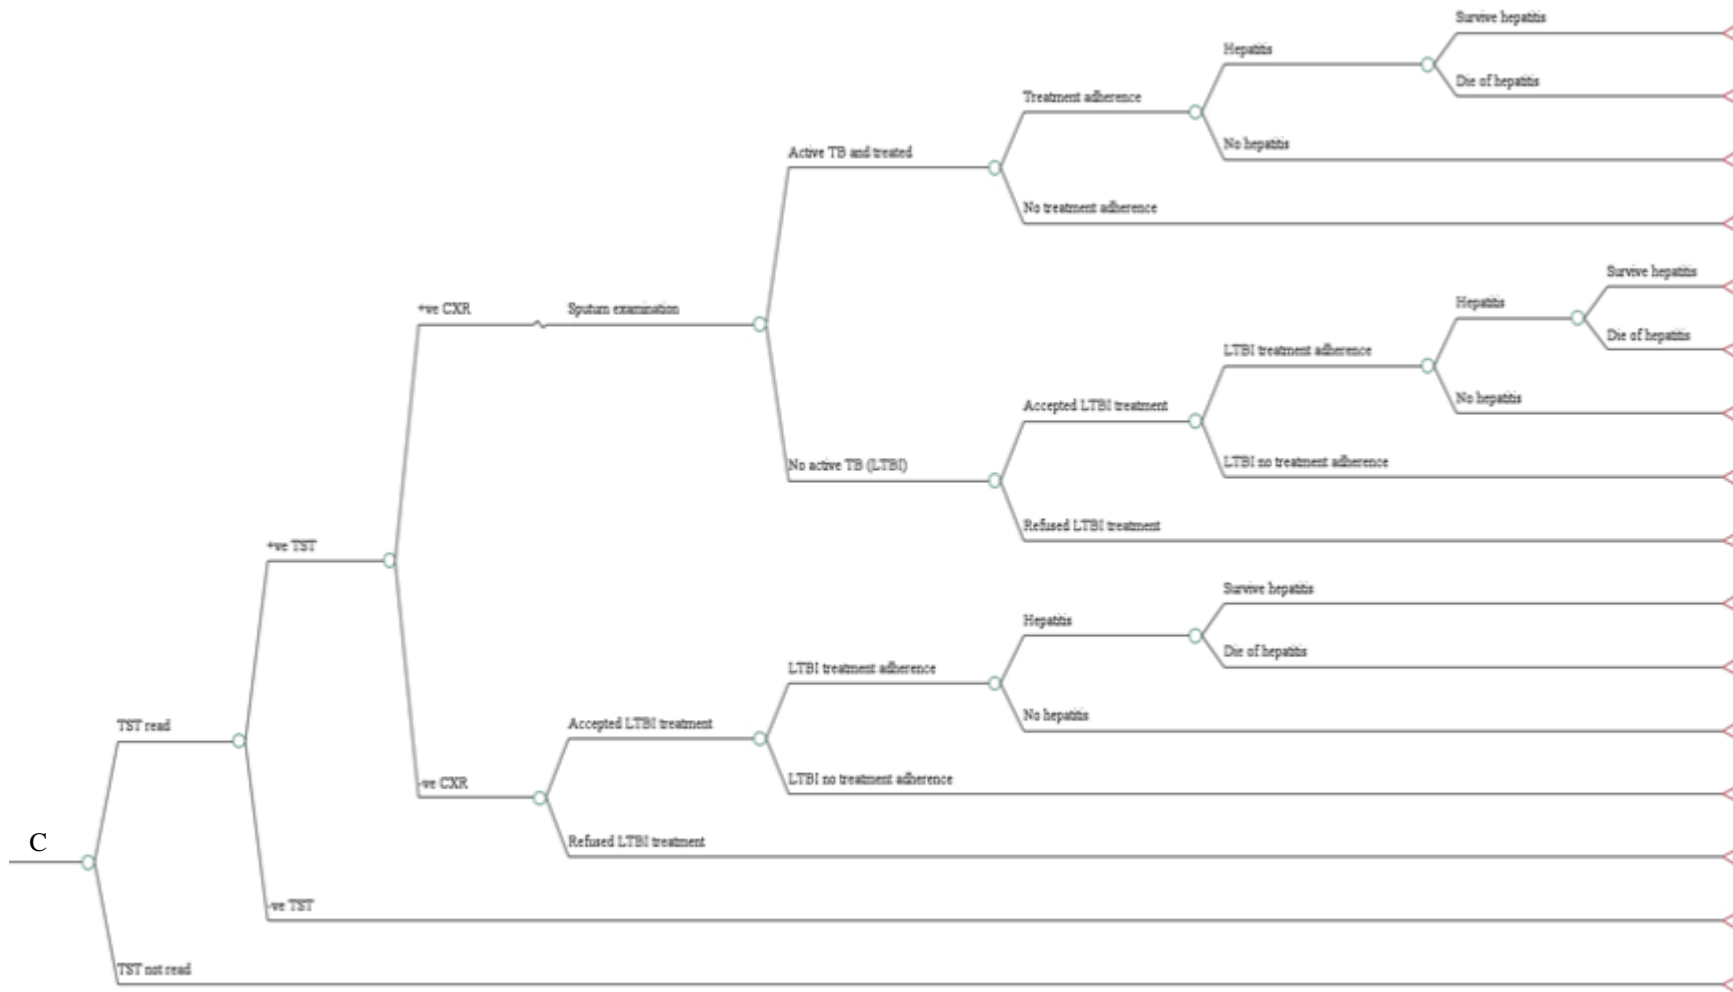 Survive hepatitis
Hepatitis
Die of hepatitis
Treatment adherence
No hepatitis
Active TB and treated
No treatment adherence
Survive hepatitis
+ve CXR
Sputum examination
Hepatitis
Die of hepatitis
LTBI treatment adherence
No hepatitis
Accepted LTBI treatment
No active TB (LTBI)
LTBI no treatment adherence
Refused LTBI treatment
+ve TST
Survive hepatitis
Hepatitis
Die of hepatitis
LTBI treatment adherence
No hepatitis
TST read
Accepted LTBI treatment
-ve CXR
LTBI no treatment adherence
Refused LTBI treatment
C
-ve TST
TST not read